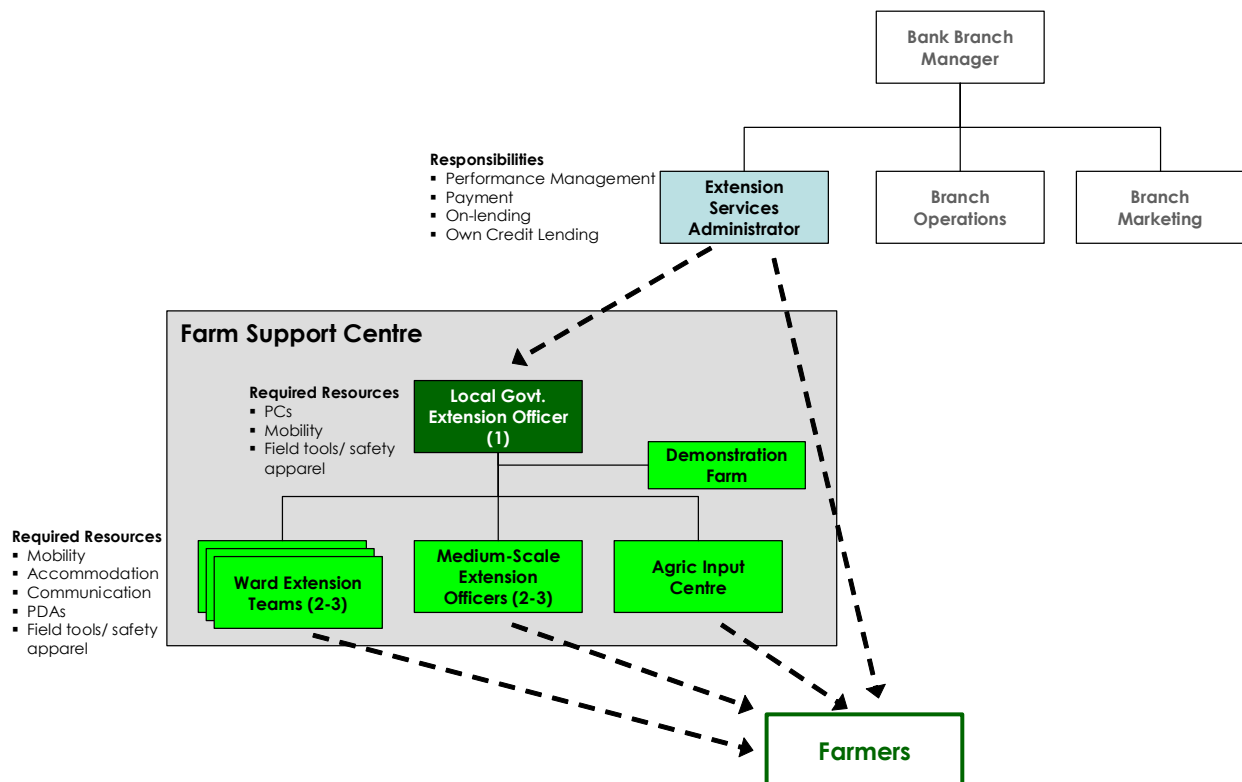 Bank Branch
Manager
Responsibilities
▪ Performance Management
▪ Payment
▪ On-lending
▪ Own Credit Lending
Extension
Services
Administrator
Branch
Operations
Branch
Marketing
Farm Support Centre
Required Resources
▪ PCs
▪ Mobility
▪ Field tools/ safety
apparel
Local Govt.
Extension Officer
(1)
Demonstration
Farm
Required Resources
▪ Mobility
▪ Accommodation
▪ Communication
▪ PDAs
▪ Field tools/ safety
apparel
Ward Extension
Teams (2-3)
Medium-Scale
Extension
Officers (2-3)
Agric Input
Centre
Farmers